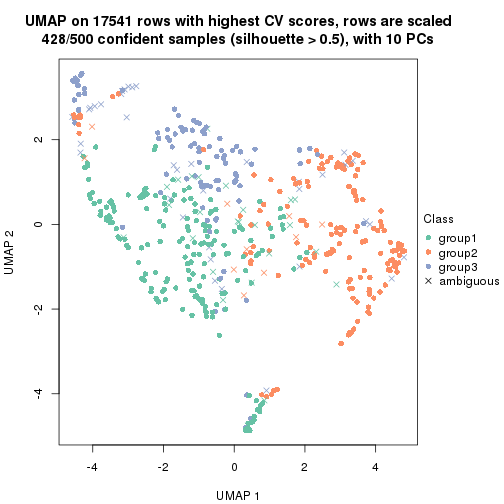 UMAP on 17541 rows with highest CV scores, rows are scaled
428/500 confident samples (silhouette > 0.5), with 10 PCs
UMAP 2
2
0
-2
-4
-4
-2
0
2
4
UMAP 1
Class
group1
group2
group3
ambiguous